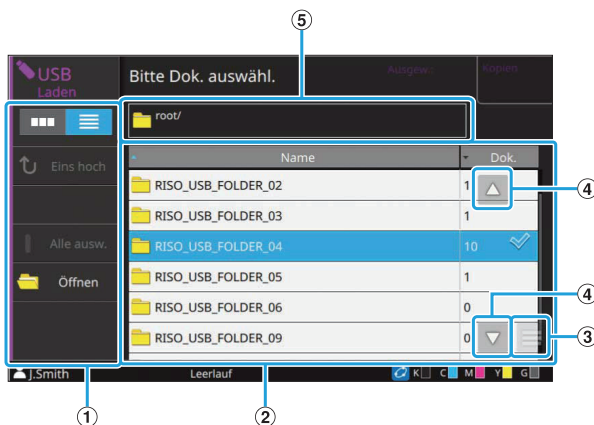 5
USB
Laden
Bitte Dok. auswähl.
Ausgew.:
Kopien
root/
Eins hoch
Name
Dok.
RISO_USB_FOLDER_02
1
4
RISO_USB_FOLDER_03
1
Alle ausw.
RISO_USB_FOLDER_04
10
Öffnen
RISO_USB_FOLDER_05
1
4
RISO_USB_FOLDER_06
0
RISO_USB_FOLDER_09
0
3
J.Smith
Leerlauf
K C M Y G
1
2